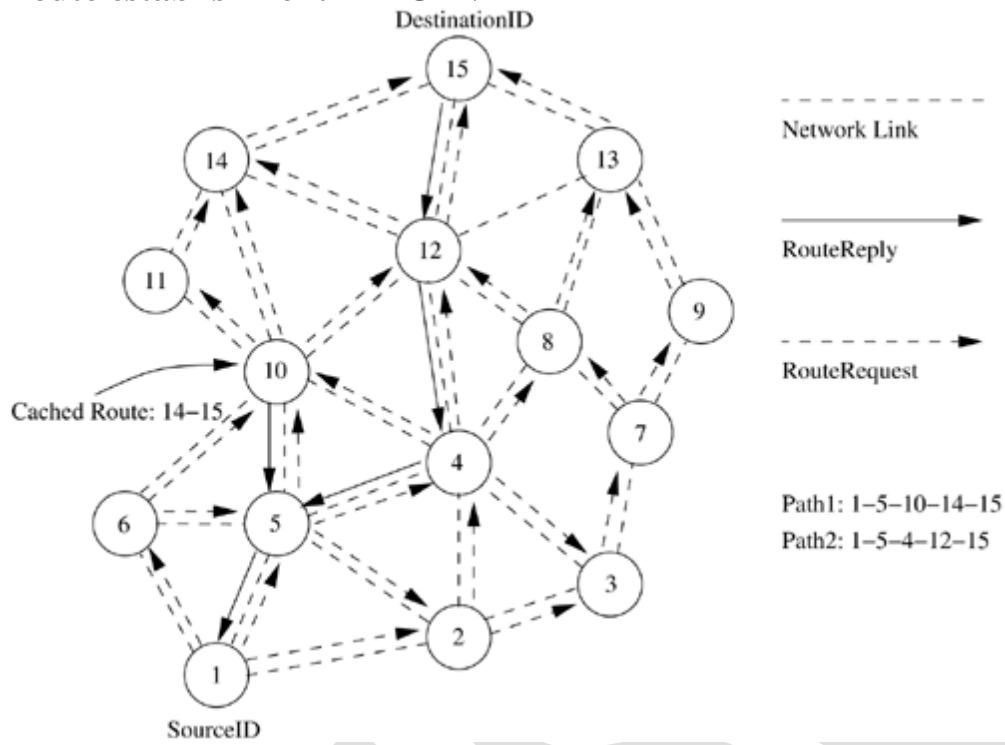 DestinationID
15
14
13
12
11
10
9
8
7
6
5
4
3
2
1
SourceID
Cached Route: 14–15
Network Link
RouteReply
RouteRequest
Path1: 1–5–10–14–15
Path2: 1–5–4–12–15